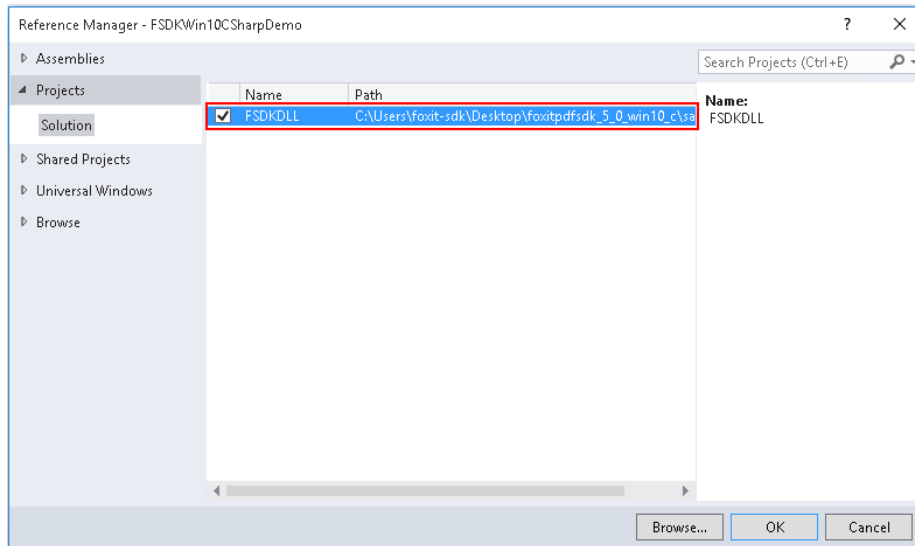 Reference Manager - FSDKWin10CSharpDemo ?
Assemblies
Projects
Solution
Shared Projects
Universal Windows
Browse
Name Path
FSDKDLL C:\Users\foxit-sdk\Desktop\foxitpdfsdk_5_0_win10_c\sa
Search Projects (Ctrl+E)
Name:
FSDKDLL
Browse... OK Cancel